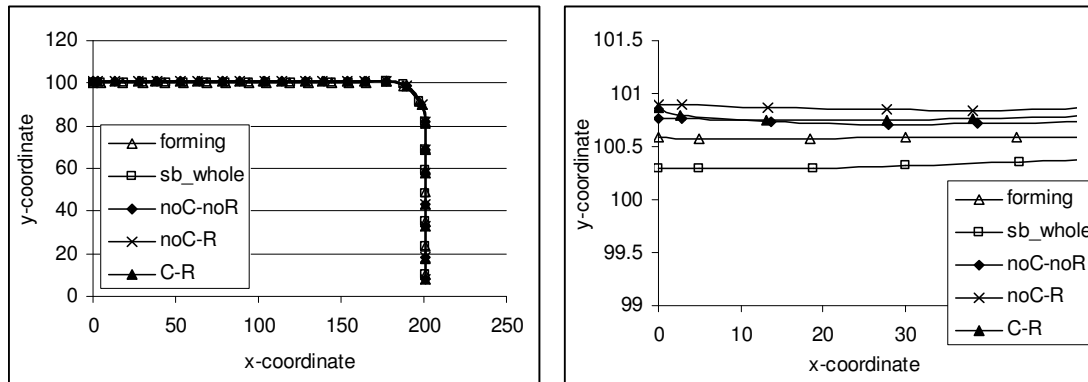 120
100
80
60
40
20
0
y-coordinate
forming
sb_whole
noC-noR
noC-R
C-R
0 50 100 150 200 250
x-coordinate
101.5
101
100.5
100
99.5
99
y-coordinate
forming
sb_whole
noC-noR
noC-R
C-R
0 10 20 30
x-coordinate